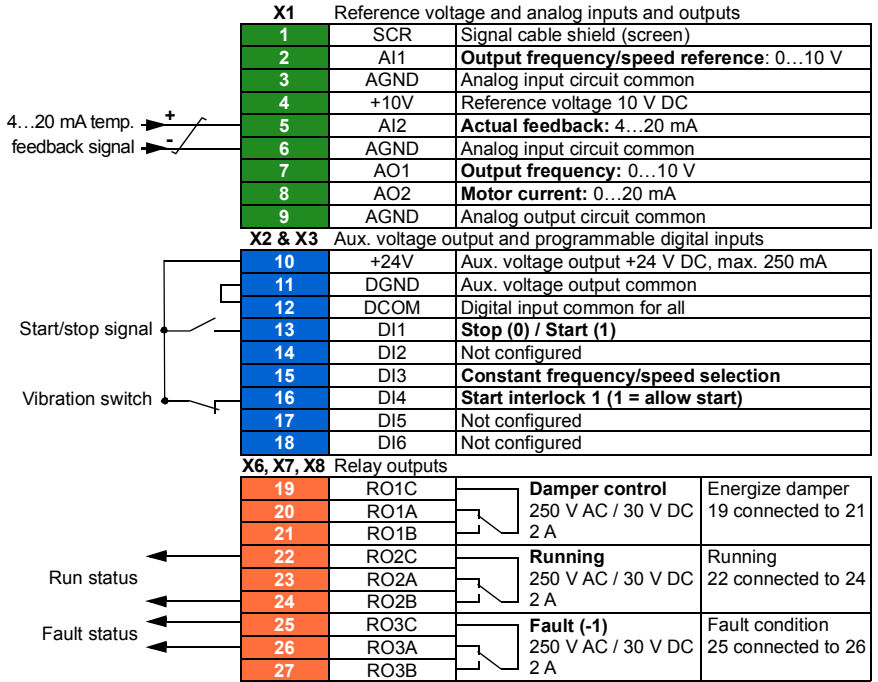 X1 Reference voltage and analog inputs and outputs
1 SCR Signal cable shield (screen)
2 AI1 Output frequency/speed reference: 0…10 V
3 AGND Analog input circuit common
4 +10V Reference voltage 10 V DC
4…20 mA temp. + 5 AI2 Actual feedback: 4…20 mA
feedback signal - 6 AGND Analog input circuit common
7 AO1 Output frequency: 0…10 V
8 AO2 Motor current: 0…20 mA
9 AGND Analog output circuit common
X2 & X3 Aux. voltage output and programmable digital inputs
10 +24V Aux. voltage output +24 V DC, max. 250 mA
11 DGND Aux. voltage output common
12 DCOM Digital input common for all
Start/stop signal 13 DI1 Stop (0) / Start (1)
14 DI2 Not configured
15 DI3 Constant frequency/speed selection
Vibration switch 16 DI4 Start interlock 1 (1 = allow start)
17 DI5 Not configured
18 DI6 Not configured
X6, X7, X8 Relay outputs
19 RO1C Damper control Energize damper
20 RO1A 250 V AC / 30 V DC 19 connected to 21
21 RO1B 2 A
22 RO2C Running Running
Run status 23 RO2A 250 V AC / 30 V DC 22 connected to 24
24 RO2B 2 A
25 RO3C Fault (-1) Fault condition
Fault status 26 RO3A 250 V AC / 30 V DC 25 connected to 26
27 RO3B 2 A